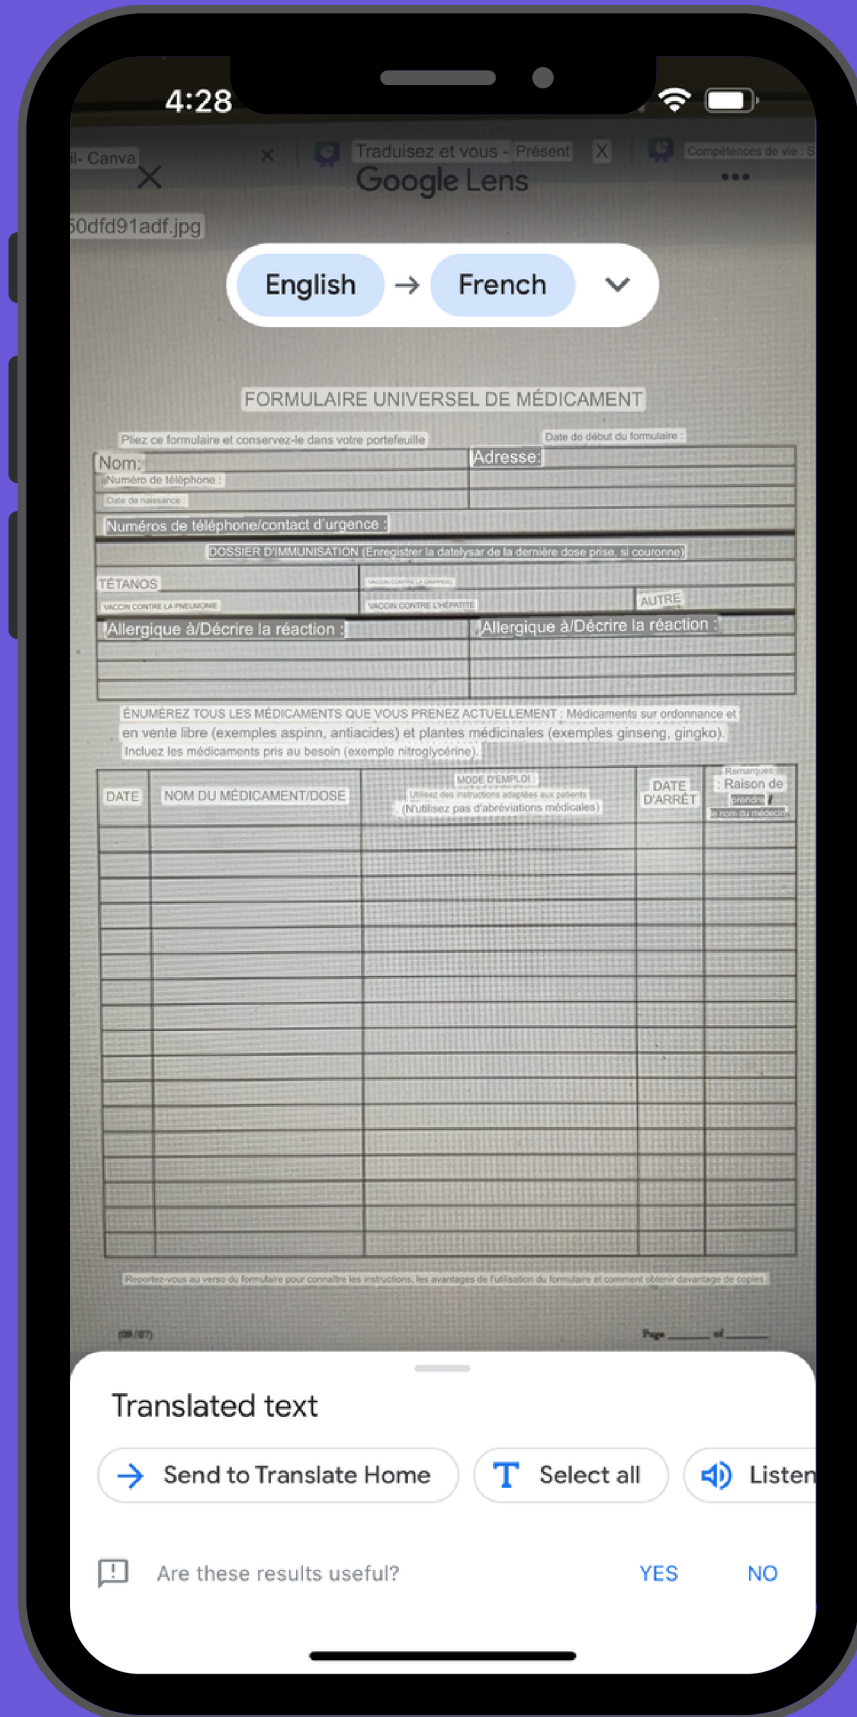 4:28
il- Canva
×
Traduisez et vous - Présent
X
Compétences de vie : S
Google Lens
50dfd91adf.jpg
English → French
FORMULAIRE UNIVERSEL DE MÉDICAMENT
Pliez ce formulaire et conservez-le dans votre portefeuille
Date de début du formulaire :
Nom:
Adresse:
Numéro de téléphone :
Date de naissance :
Numéros de téléphone/contact d'urgence :
DOSSIER D'IMMUNISATION (Enregistrer la datelysar de la dernière dose prise, si couronne)
TÉTANOS
VACCIN CONTRE LA PNEUMONIE
VACCIN CONTRE L'HÉPATITE
AUTRE
Allergique à/Décrire la réaction :
Allergique à/Décrire la réaction :
ÉNUMÉREZ TOUS LES MÉDICAMENTS QUE VOUS PRENEZ ACTUELLEMENT : Médicaments sur ordonnance et
en vente libre (exemples aspinn, antiacides) et plantes médicinales (exemples ginseng, gingko).
Incluez les médicaments pris au besoin (exemple nitroglycérine).
DATE
NOM DU MÉDICAMENT/DOSE
MODE D'EMPLOI :
Utilisez des instructions adaptées aux patients
. (N'utilisez pas d'abréviations médicales)
DATE
D'ARRÊT
Remarques
: Raison de
prendre /
le nom du médecin
Reportez-vous au verso du formulaire pour connaître les instructions, les avantages de l'utilisation du formulaire et comment obtenir davantage de copies.
(09/07)
Page ______ of ______
Translated text
Send to Translate Home
Select all
Listen
Are these results useful?
YES
NO